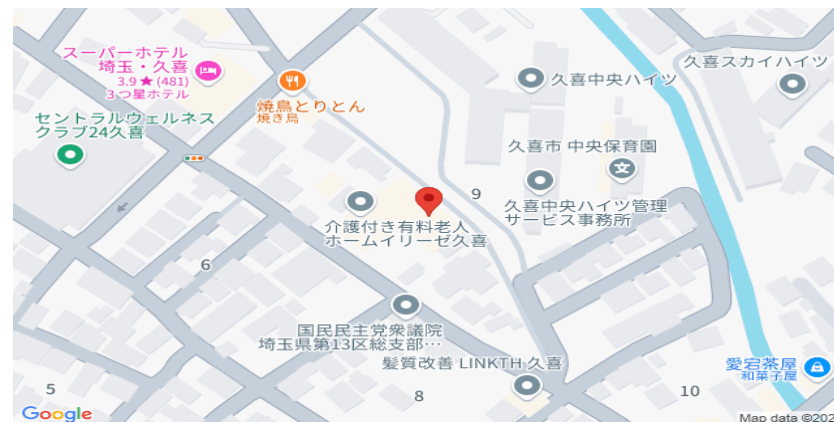 スーパーホテル
埼玉・久喜
3.9★(481)
3つ星ホテル
焼鳥とりとん
焼き鳥
セントラルウェルネス
クラブ24久喜
久喜中央ハイツ
久喜スカイハイツ
久喜市 中央保育園
文
9
久喜中央ハイツ管理
サービス事務所
介護付き有料老人
ホームイリーゼ久喜
6
国民民主党衆議院
埼玉県第13区総支部…
髪質改善 LINKTH 久喜
愛宕茶屋
和菓子屋
5
8
10
Google
Map data ©202